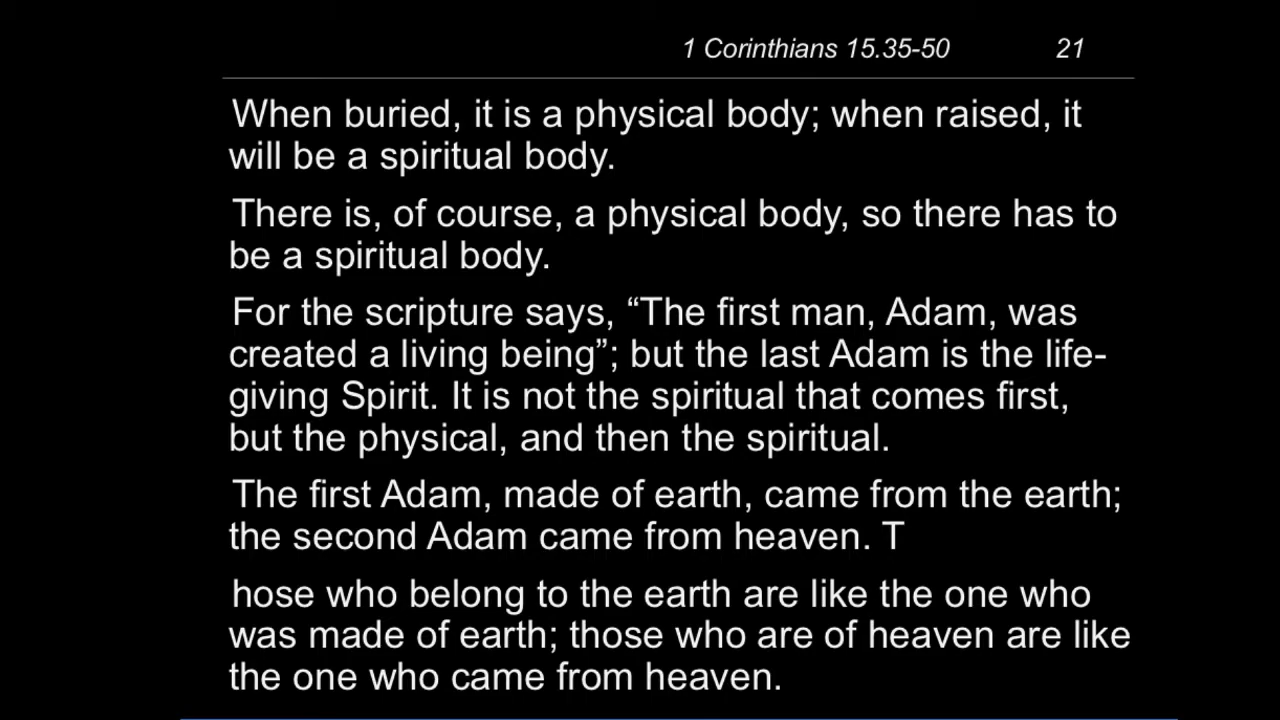 1 Corinthians 15.35-50 21
When buried, it is a physical body; when raised, it
will be a spiritual body.
There is, of course, a physical body, so there has to
be a spiritual body.
For the scripture says, “The first man, Adam, was
created a living being”; but the last Adam is the life-
giving Spirit. It is not the spiritual that comes first,
but the physical, and then the spiritual.
The first Adam, made of earth, came from the earth;
the second Adam came from heaven. T
hose who belong to the earth are like the one who
was made of earth; those who are of heaven are like
the one who came from heaven.